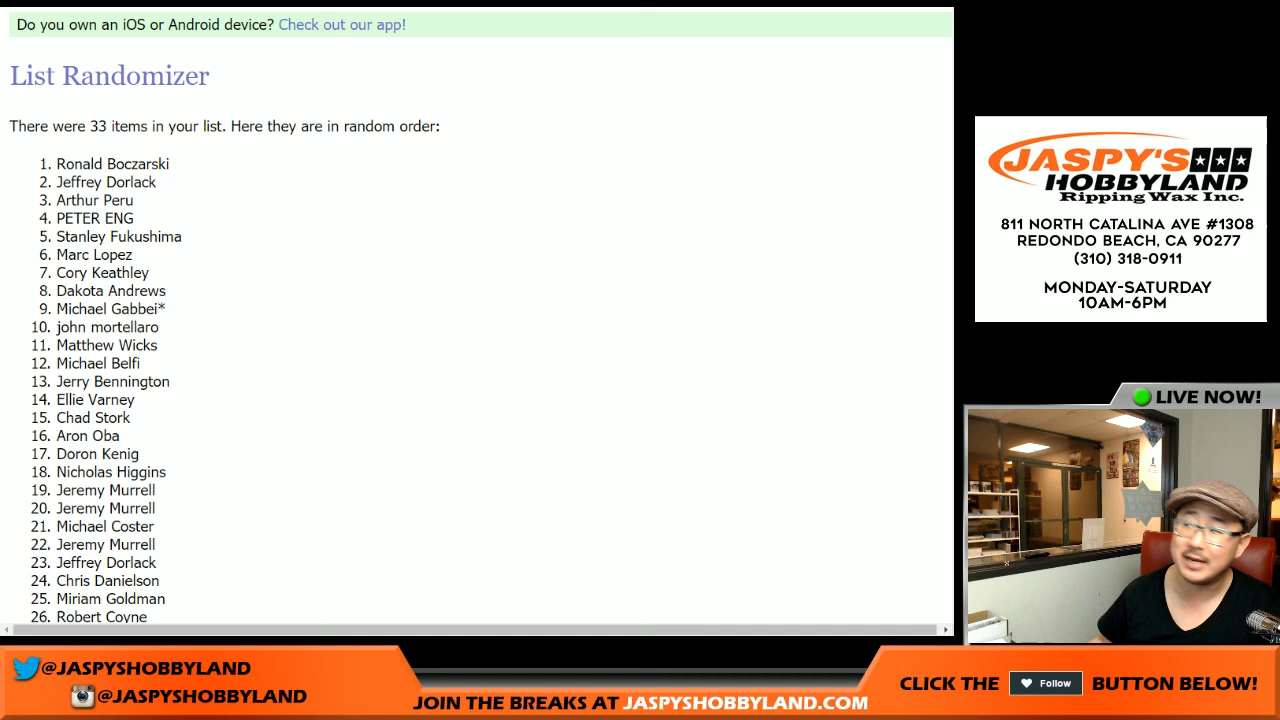 Do you own an iOS or Android device? Check out our app!
List Randomizer
There were 33 items in your list. Here they are in random order:
1. Ronald Boczarski
2. Jeffrey Dorlack
3. Arthur Peru
4. PETER ENG
5. Stanley Fukushima
6. Marc Lopez
7. Cory Keathley
8. Dakota Andrews
9. Michael Gabbei*
10. john mortellaro
11. Matthew Wicks
12. Michael Belfi
13. Jerry Bennington
14. Ellie Varney
15. Chad Stork
16. Aron Oba
17. Doron Kenig
18. Nicholas Higgins
19. Jeremy Murrell
20. Jeremy Murrell
21. Michael Coster
22. Jeremy Murrell
23. Jeffrey Dorlack
24. Chris Danielson
25. Miriam Goldman
26. Robert Coyne
JASPY'S
HOBBYLAND
Ripping Wax Inc.
811 NORTH CATALINA AVE #1308
REDONDO BEACH, CA 90277
(310) 318-0911
MONDAY-SATURDAY
10AM-6PM
LIVE NOW!
@JASPYSHOBBYLAND
@JASPYSHOBBYLAND
JOIN THE BREAKS AT JASPYSHOBBYLAND.COM
CLICK THE Follow BUTTON BELOW!